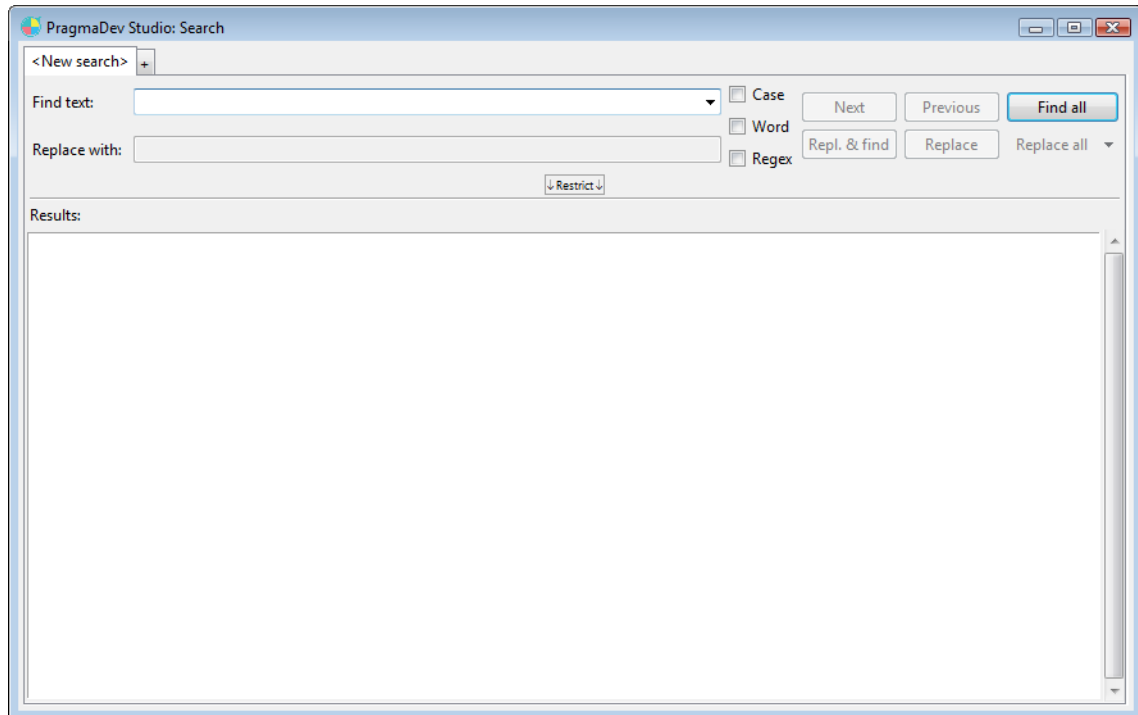 PragmaDev Studio: Search
<New search> +
Find text:
Case
Next
Previous
Find all
Word
Replace with:
Repl. & find
Replace
Replace all
Regex
↓Restrict↓
Results: